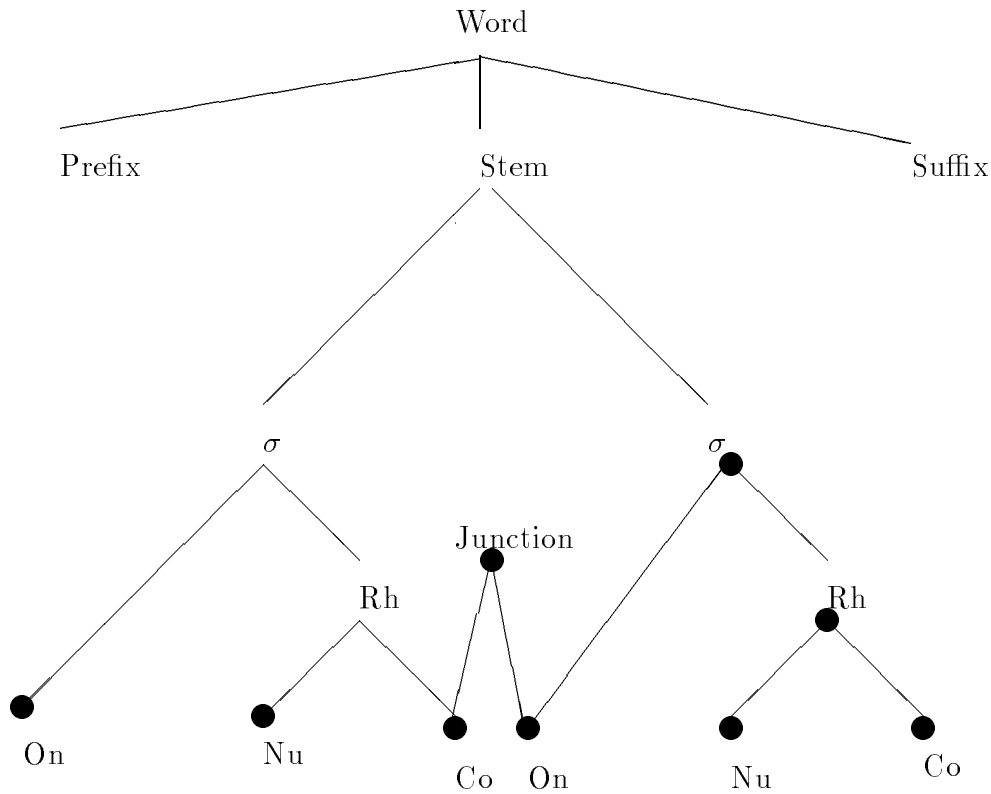 Word
Prefix Stem Suffix
σ σ
Junction
Rh Rh
On Nu Co On Nu Co